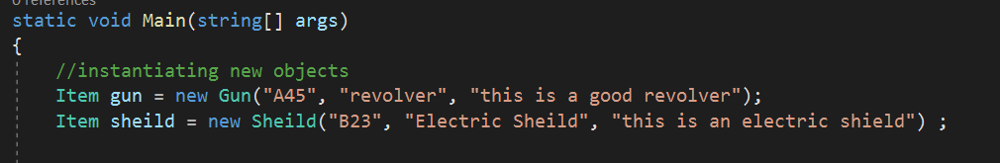 0 references
static void Main(string[] args)
{
//instantiating new objects
Item gun = new Gun("A45", "revolver", "this is a good revolver");
Item sheild = new Sheild("B23", "Electric Sheild", "this is an electric shield") ;